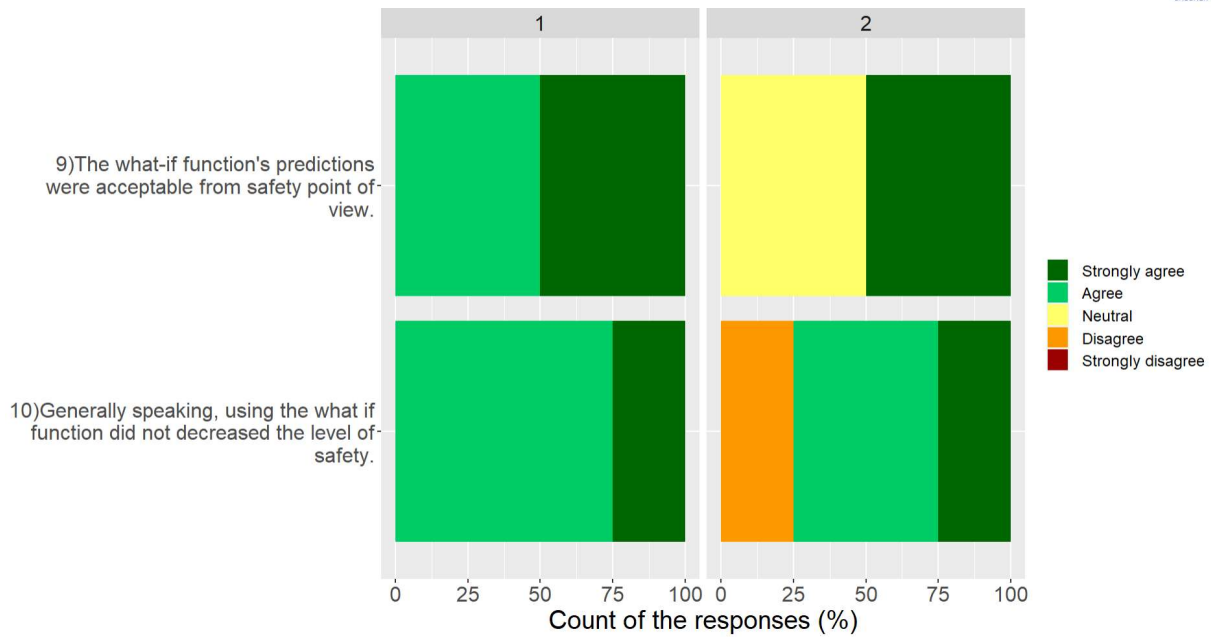 1
2
9)The what-if function's predictions
were acceptable from safety point of
view.
10)Generally speaking, using the what if
function did not decreased the level of
safety.
Strongly agree
Agree
Neutral
Disagree
Strongly disagree
0 25 50 75 100 0 25 50 75 100
Count of the responses (%)